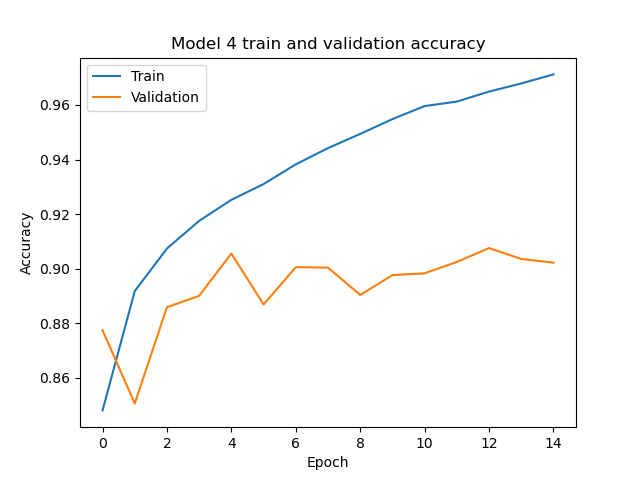 Model 4 train and validation accuracy
Train
Validation
0.96
0.94
0.92
0.90
0.88
0.86
Accuracy
0 2 4 6 8 10 12 14
Epoch